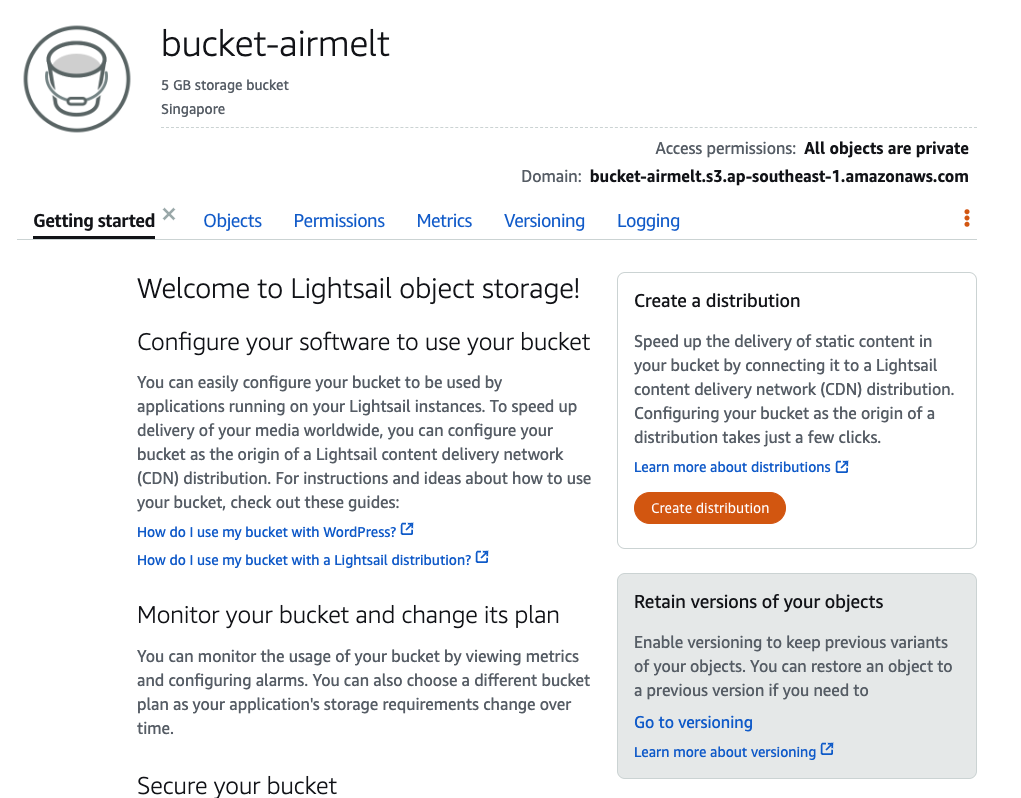 bucket-airmelt
5 GB storage bucket
Singapore
Access permissions: All objects are private
Domain: bucket-airmelt.s3.ap-southeast-1.amazonaws.com
Getting started
Objects
Permissions
Metrics
Versioning
Logging
Welcome to Lightsail object storage!
Configure your software to use your bucket
You can easily configure your bucket to be used by
applications running on your Lightsail instances. To speed up
delivery of your media worldwide, you can configure your
bucket as the origin of a Lightsail content delivery network
(CDN) distribution. For instructions and ideas about how to use
your bucket, check out these guides:
How do I use my bucket with WordPress?
How do I use my bucket with a Lightsail distribution?
Monitor your bucket and change its plan
You can monitor the usage of your bucket by viewing metrics
and configuring alarms. You can also choose a different bucket
plan as your application's storage requirements change over
time.
Secure your bucket
Create a distribution
Speed up the delivery of static content in
your bucket by connecting it to a Lightsail
content delivery network (CDN) distribution.
Configuring your bucket as the origin of a
distribution takes just a few clicks.
Learn more about distributions
Create distribution
Retain versions of your objects
Enable versioning to keep previous variants
of your objects. You can restore an object to
a previous version if you need to
Go to versioning
Learn more about versioning